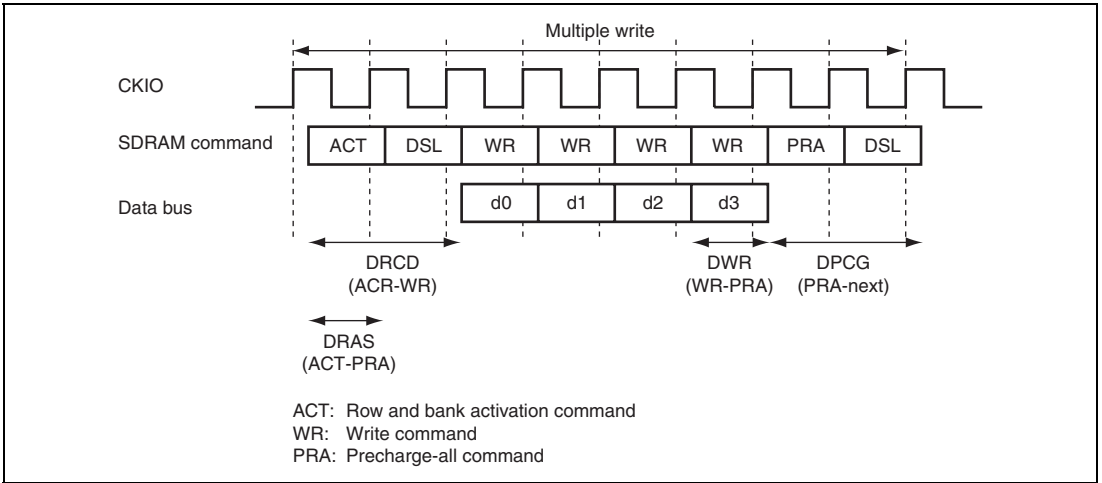 Multiple write
CKIO
SDRAM command
ACT DSL WR WR WR WR PRA DSL
Data bus
d0 d1 d2 d3
DRCD
(ACR-WR)
DWR
(WR-PRA)
DPCG
(PRA-next)
DRAS
(ACT-PRA)
ACT: Row and bank activation command
WR: Write command
PRA: Precharge-all command